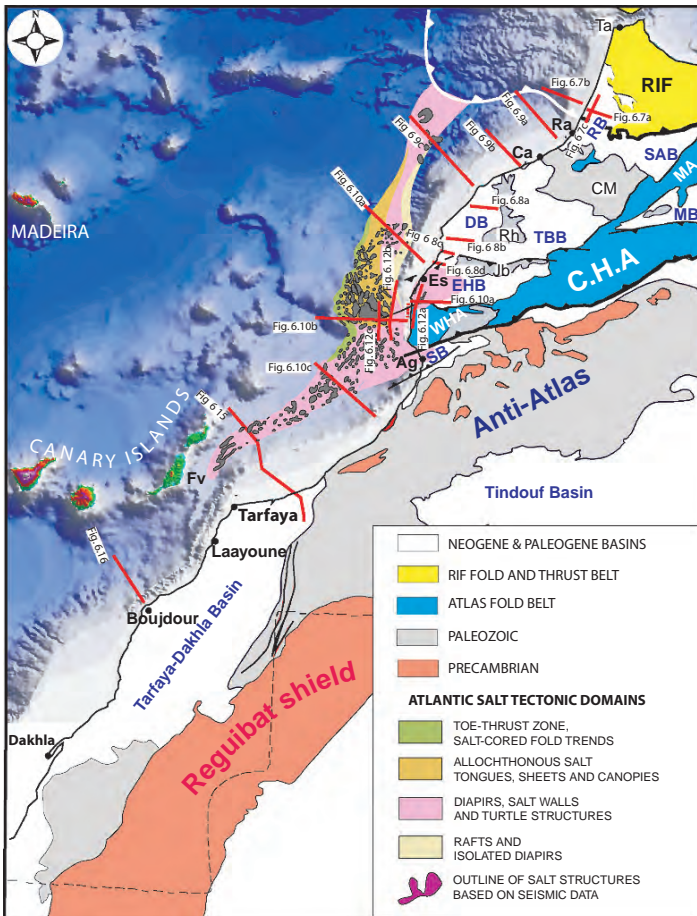 N
Ta
RIF
Fig.6.7b
Fig.6.7a
Fig.6.9a
Ra
Fig.6.7c
RB
Fig.6.9b
Fig.6.9c
Ca
SAB
MA
CM
Fig.6.10a
MADEIRA
Fig.6.8a
DB
Rh
MB
TBB
Fig 6 8c
Fig 6 8b
Fig.6.12b
Fig.6.8d
Jb
Es
EHB
C.H.A
Fig.6.10a
Fig.6.10b
WHA
Fig.6.12c
Fig.6.12a
Ag
SB
Fig.6.10c
Anti-Atlas
Fig 6.15
CANARY ISLANDS
Fv
Tindouf Basin
Tarfaya
Laayoune
Fig.6.16
Boujdour
Tarfaya-Dakhla Basin
Reguibat shield
Dakhla
NEOGENE & PALEOGENE BASINS
RIF FOLD AND THRUST BELT
ATLAS FOLD BELT
PALEOZOIC
PRECAMBRIAN
ATLANTIC SALT TECTONIC DOMAINS
TOE-THRUST ZONE,
SALT-CORED FOLD TRENDS
ALLOCHTHONOUS SALT
TONGUES, SHEETS AND CANOPIES
DIAPIRS, SALT WALLS
AND TURTLE STRUCTURES
RAFTS AND
ISOLATED DIAPIRS
OUTLINE OF SALT STRUCTURES
BASED ON SEISMIC DATA